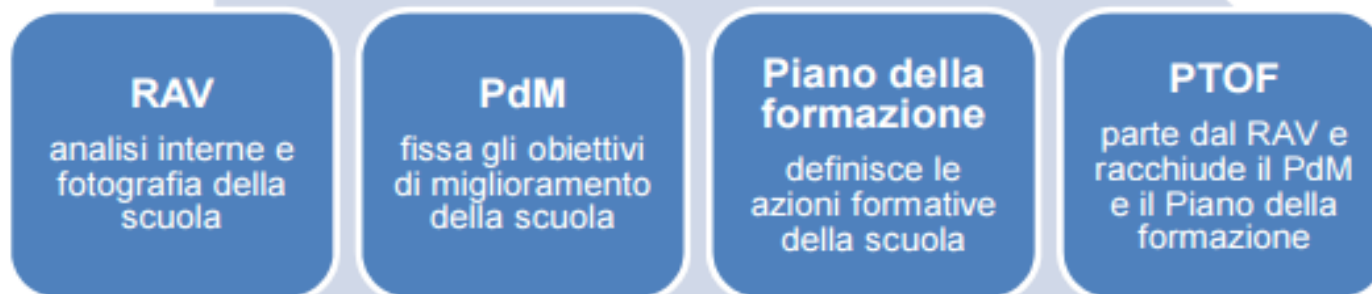 RAV
analisi interne e
fotografia della
scuola
PdM
fissa gli obiettivi
di miglioramento
della scuola
Piano della
formazione
definisce le
azioni formative
della scuola
PTOF
parte dal RAV e
racchiude il PdM
e il Piano della
formazione